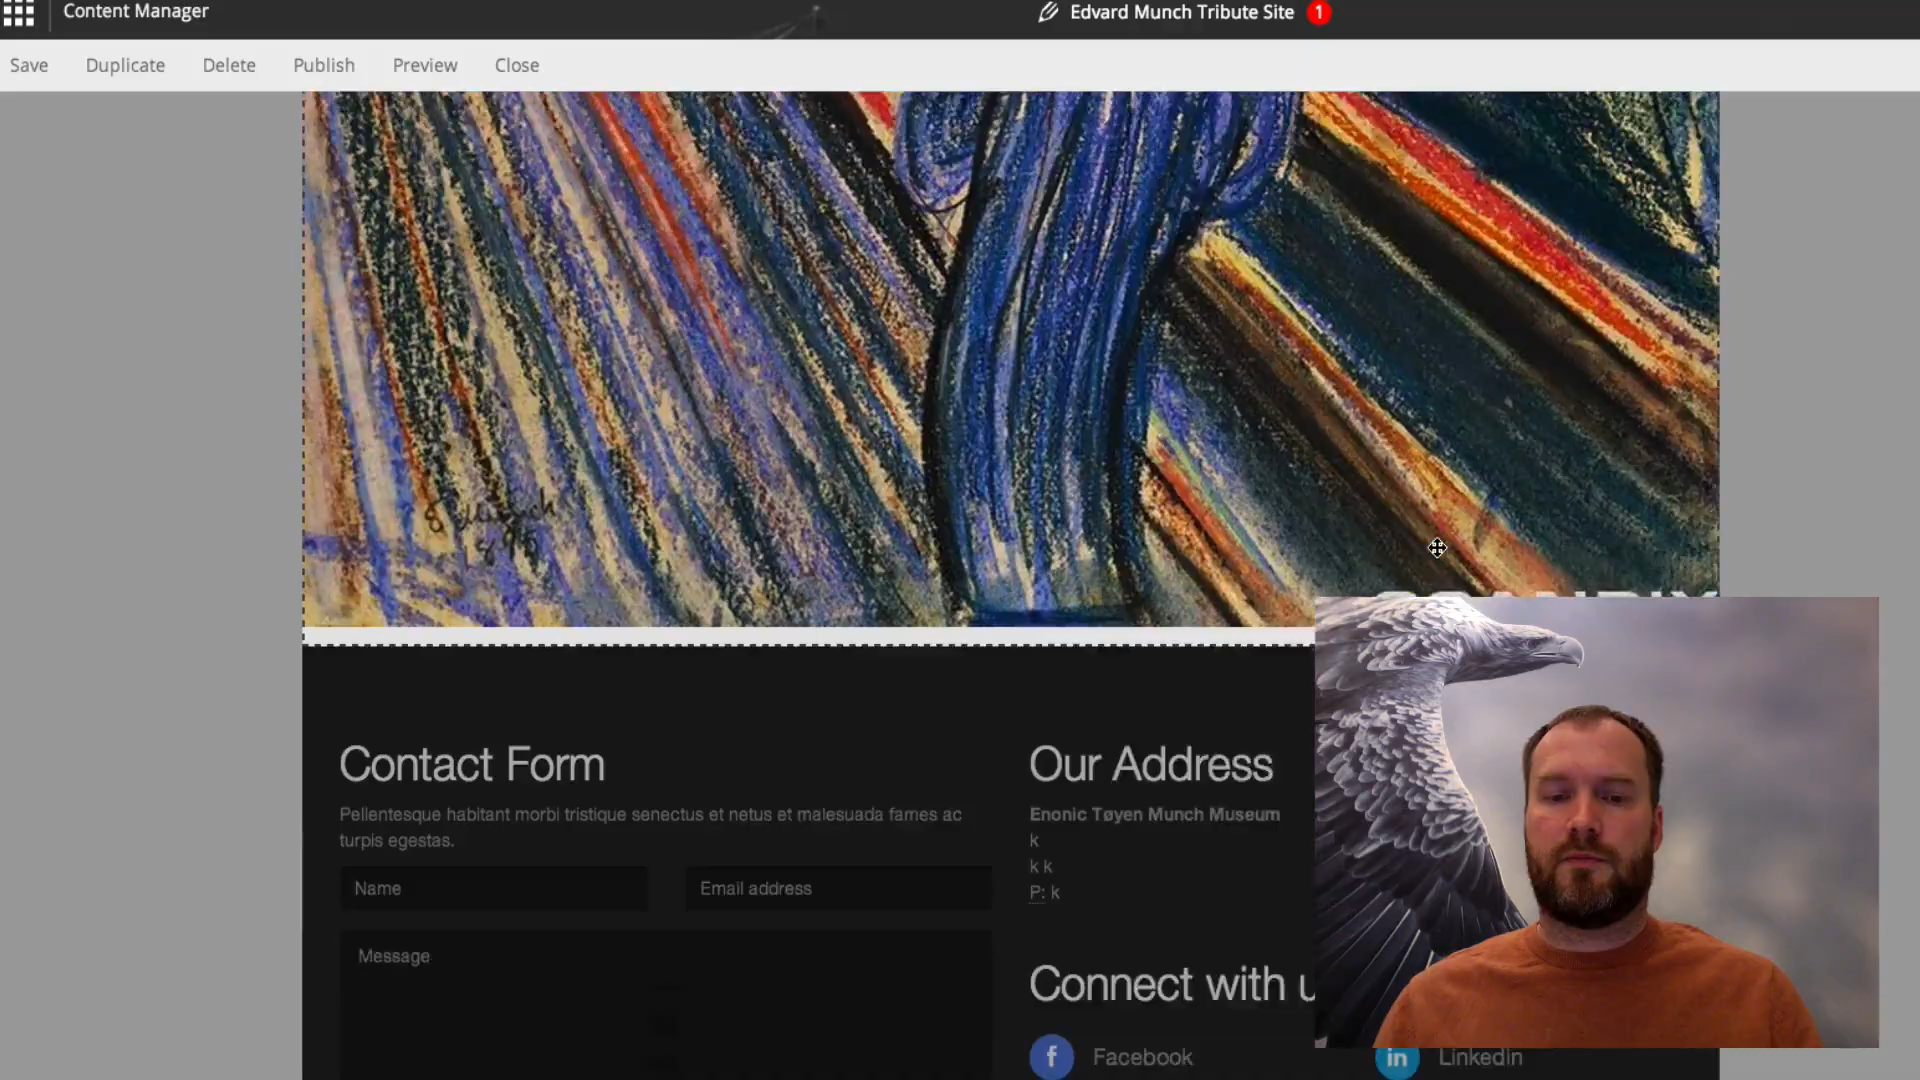 Content Manager
Edvard Munch Tribute Site 1
Save Duplicate Delete Publish Preview Close
Contact Form
Pellentesque habitant morbi tristique senectus et netus et malesuada fames ac
turpis egestas.
Name
Email address
Message
Our Address
Enonic Tøyen Munch Museum
k
k k
P: k
Connect with
f Facebook
in Linkedin